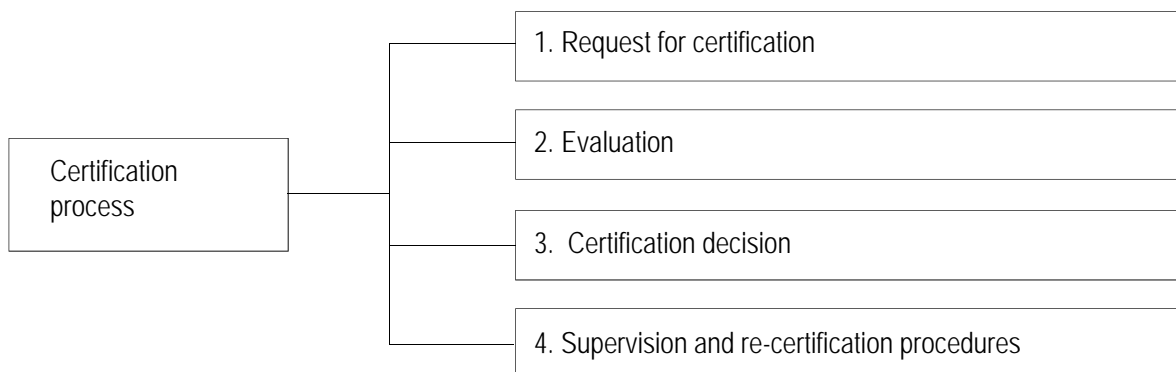 Certification
process
1. Request for certification
2. Evaluation
3. Certification decision
4. Supervision and re-certification procedures